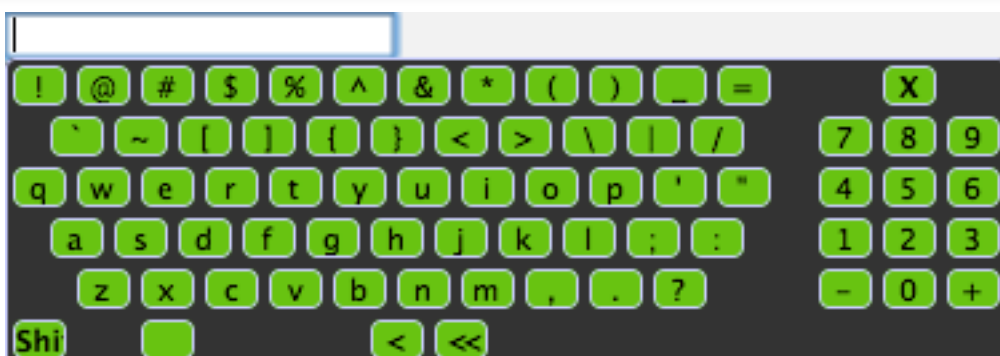 ! @ # $ % ^ & * ( ) _ = X
` ~ [ ] { } < > \ | / 7 8 9
q w e r t y u i o p ' " 4 5 6
a s d f g h j k l ; : 1 2 3
z x c v b n m , . ? - 0 +
Shi < <<